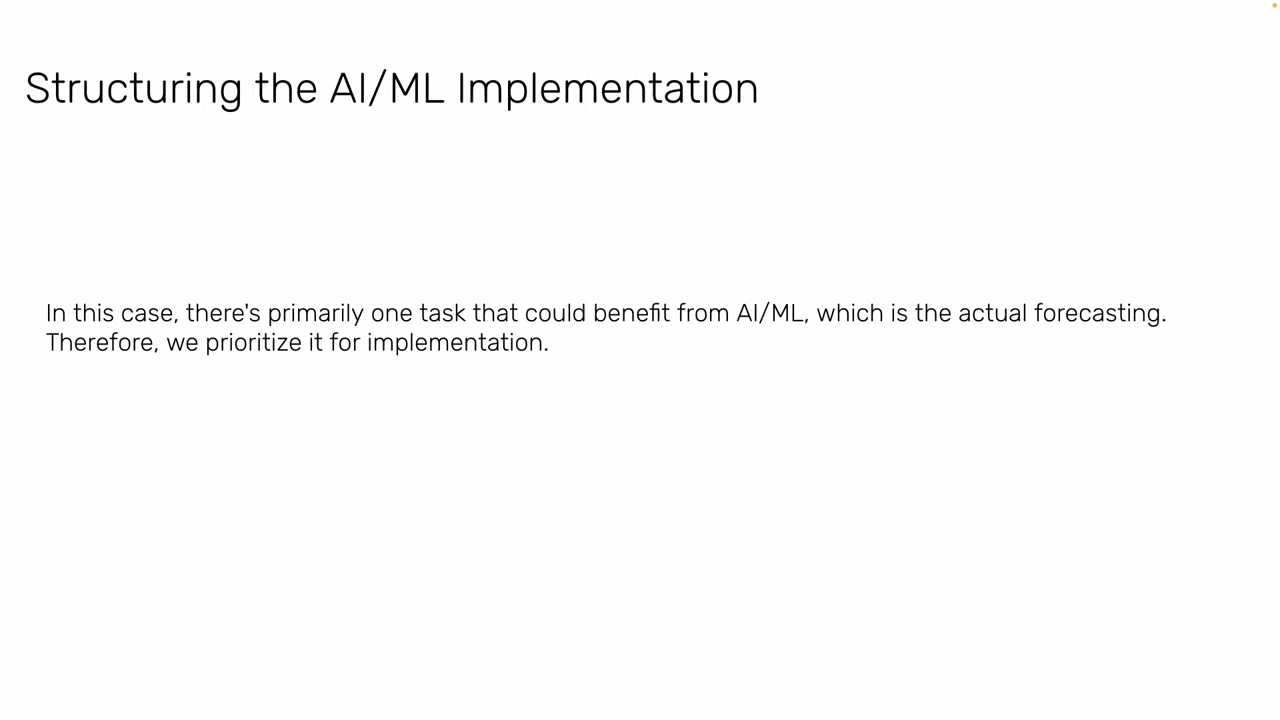 Structuring the AI/ML Implementation
In this case, there's primarily one task that could benefit from AI/ML, which is the actual forecasting.
Therefore, we prioritize it for implementation.